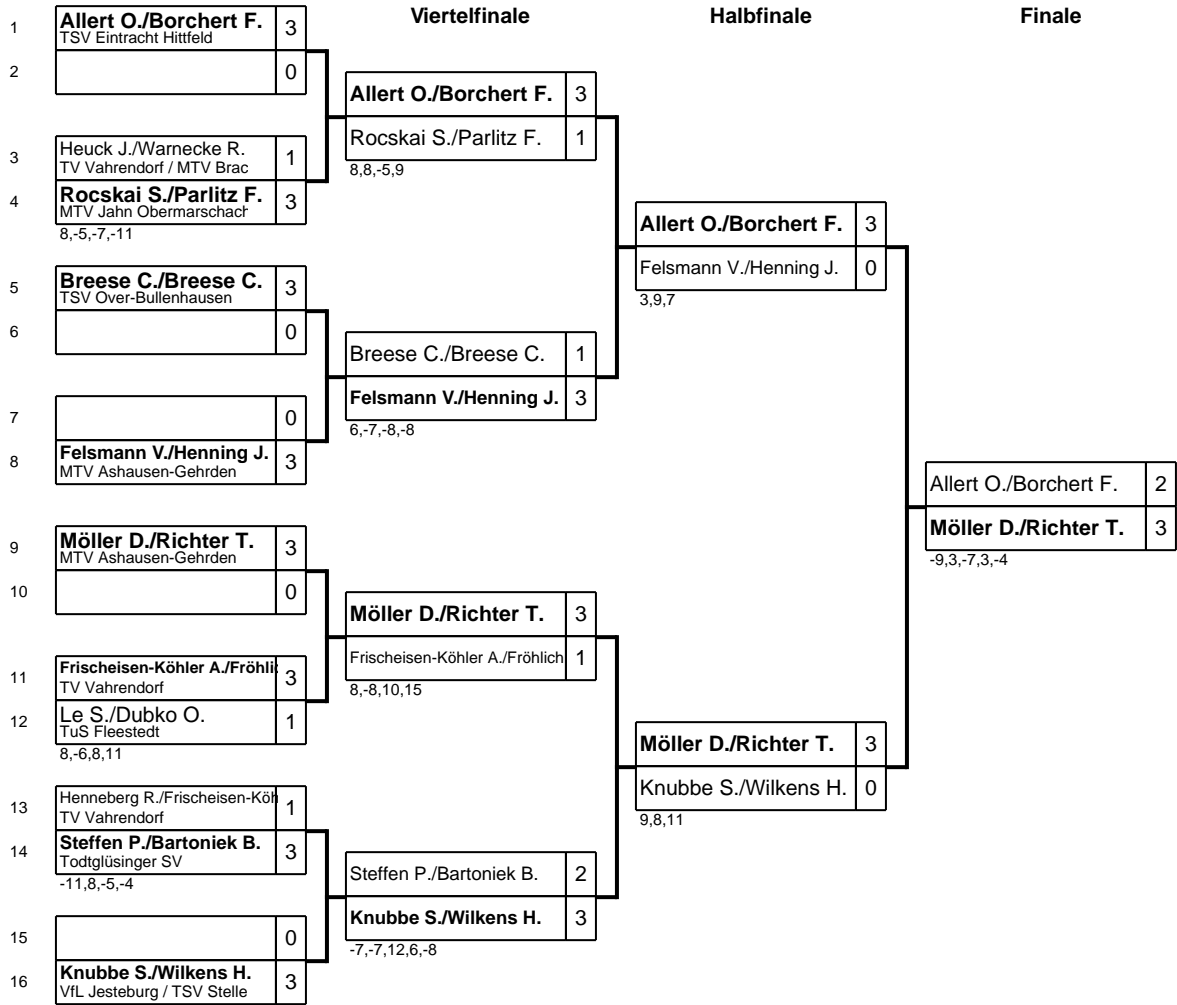 Viertelfinale
Halbfinale
Finale
1
Allert O./Borchert F. 3
TSV Eintracht Hittfeld
2
0
3
Heuck J./Warnecke R. 1
TV Vahrendorf / MTV Brac
4
Rocskai S./Parlitz F. 3
MTV Jahn Obermarschach
8,-5,-7,-11
5
Breese C./Breese C. 3
TSV Over-Bullenhausen
6
0
7
0
8
Felsmann V./Henning J. 3
MTV Ashausen-Gehrden
9
Möller D./Richter T. 3
MTV Ashausen-Gehrden
10
0
11
Frischeisen-Köhler A./Fröhlic 3
TV Vahrendorf
12
Le S./Dubko O. 1
TuS Fleestedt
8,-6,8,11
13
Henneberg R./Frischeisen-Köh 1
TV Vahrendorf
14
Steffen P./Bartoniek B. 3
Todtglüsinger SV
-11,8,-5,-4
15
0
16
Knubbe S./Wilkens H. 3
VfL Jesteburg / TSV Stelle
Allert O./Borchert F. 3
Rocskai S./Parlitz F. 1
8,8,-5,9
Breese C./Breese C. 1
Felsmann V./Henning J. 3
6,-7,-8,-8
Möller D./Richter T. 3
Frischeisen-Köhler A./Fröhlich 1
8,-8,10,15
Steffen P./Bartoniek B. 2
Knubbe S./Wilkens H. 3
-7,-7,12,6,-8
Allert O./Borchert F. 3
Felsmann V./Henning J. 0
3,9,7
Möller D./Richter T. 3
Knubbe S./Wilkens H. 0
9,8,11
Allert O./Borchert F. 2
Möller D./Richter T. 3
-9,3,-7,3,-4